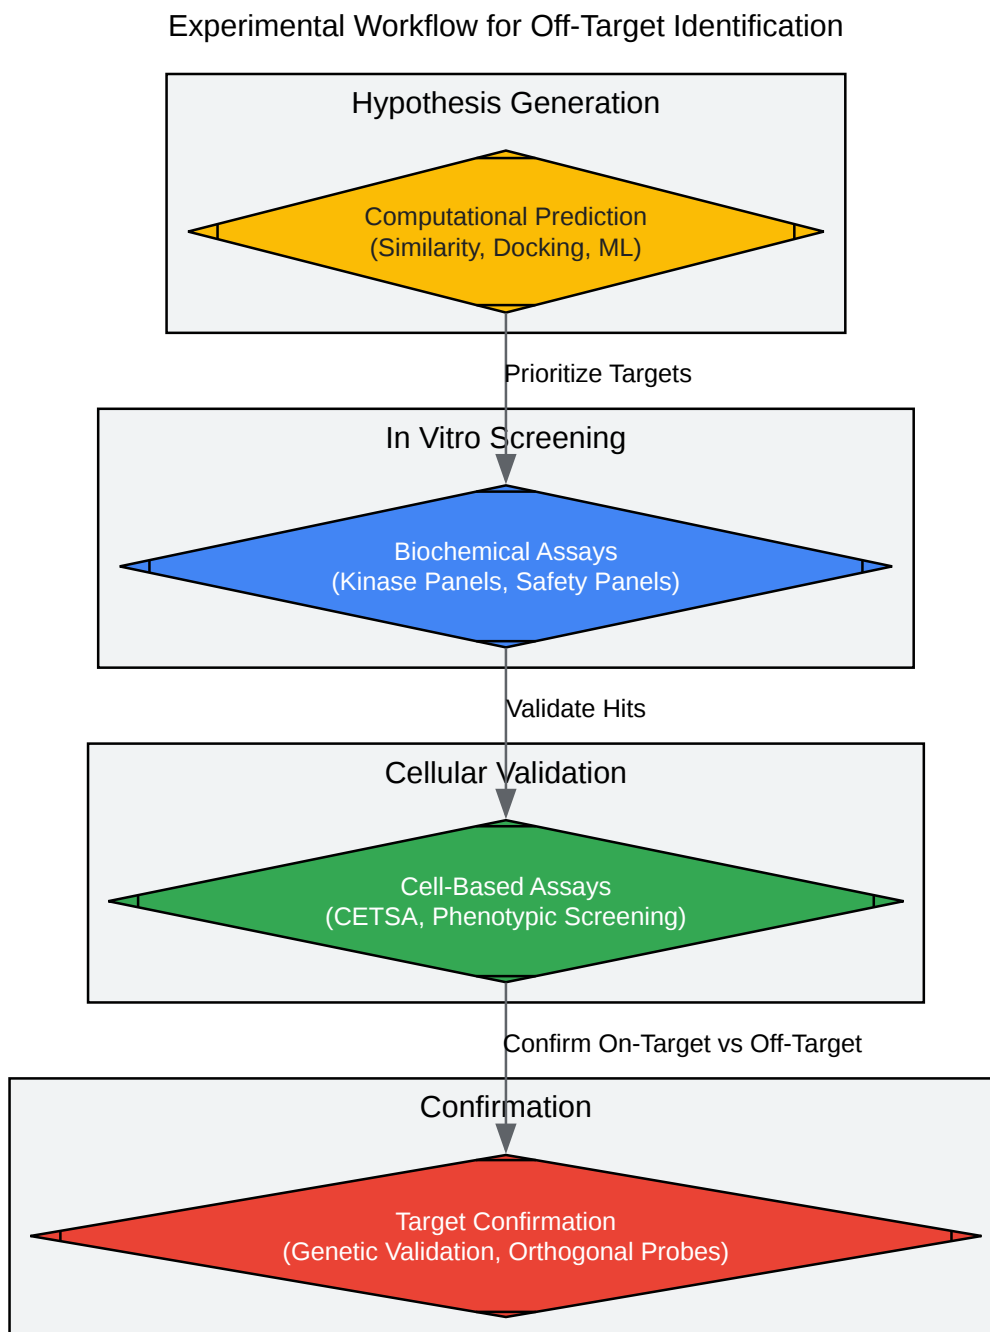 Experimental Workflow for Off-Target Identification
Hypothesis Generation
Computational Prediction
(Similarity, Docking, ML)
Prioritize Targets
In Vitro Screening
Biochemical Assays
(Kinase Panels, Safety Panels)
Validate Hits
Cellular Validation
Cell-Based Assays
(CETSA, Phenotypic Screening)
Confirm On-Target vs Off-Target
Confirmation
Target Confirmation
(Genetic Validation, Orthogonal Probes)